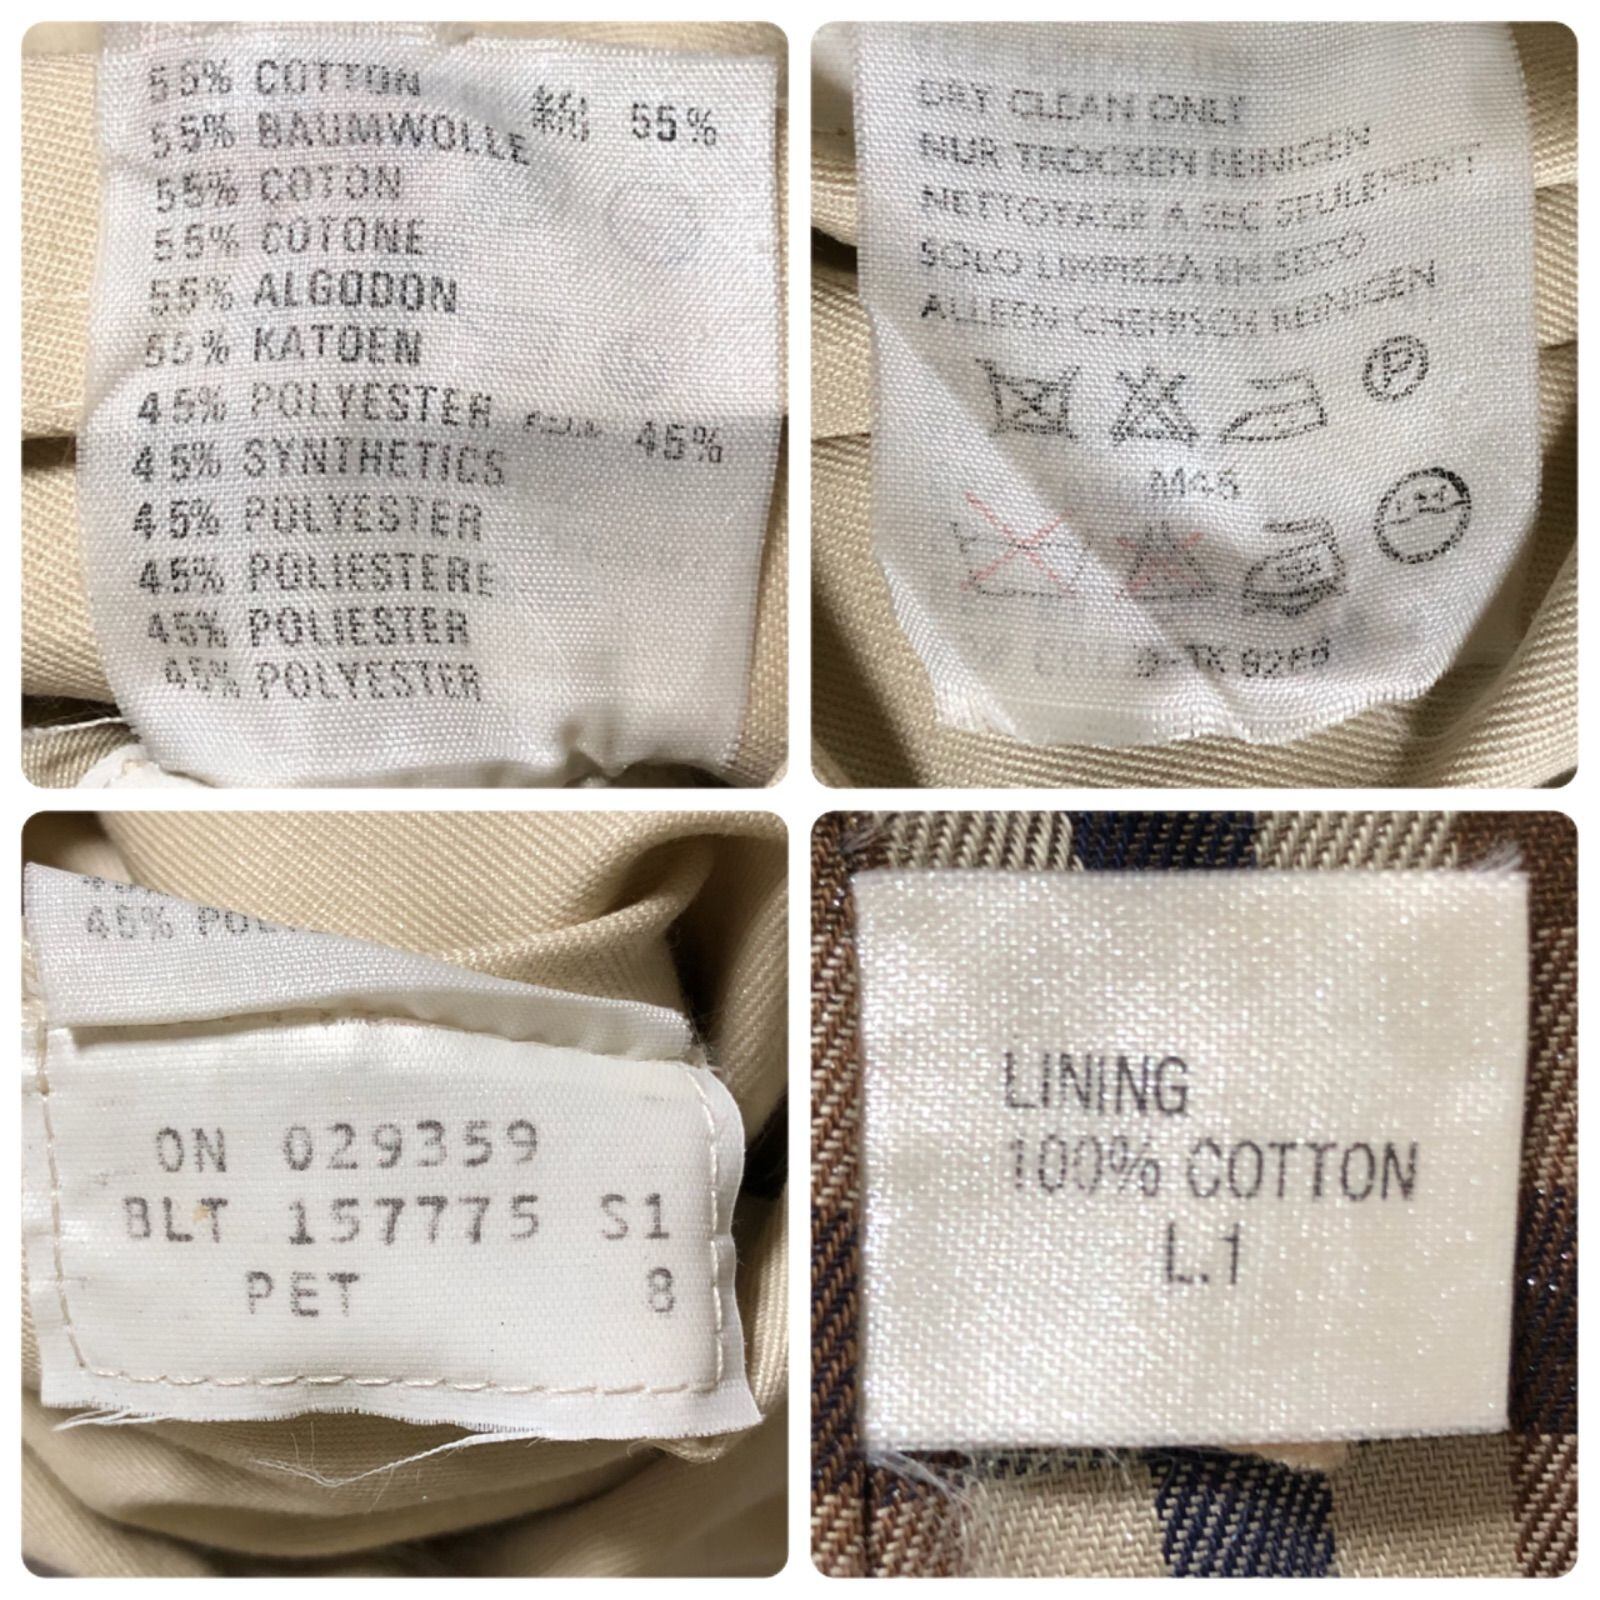 55% COTTON
綿 55%
55% BAUMWOLLE
55% COTON
55% COTONE
55% ALGODON
55% KATOEN
45% POLYESTER
45%
45% SYNTHETICS
45% POLYESTER
45% POLIESTERE
45% POLIESTER
45% POLYESTER
DRY CLEAN ONLY
NUR TROCKEN REINIGEN
NETTOYAGE A SEC SEULEMENT
SOLO LIMPIEZA EN SECO
ALLEEN CHEMISCH REINIGEN
P
M46
45%
ON 029359
BLT 157775 S1
PET 8
LINING
100% COTTON
L.1